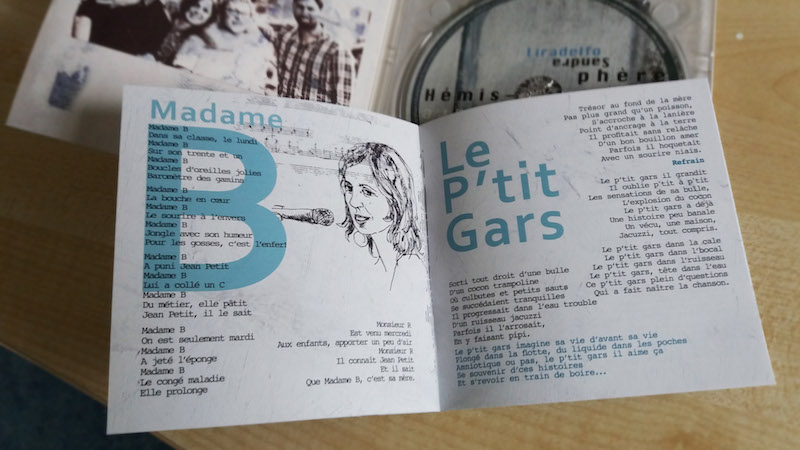 Liradelfo
Sandra
phère
Hémis-
Madame
B
Madame B
Dans sa classe, le lundi
Madame B
Sur son trente et un
Madame B
Boucles d'oreilles jolies
Baromètre des gamins
Madame B
La bouche en cœur
Madame B
Le sourire à l'envers
Madame B
Jongle avec son humeur
Pour les gosses, c'est l'enfer!
Madame B
A puni Jean Petit
Madame B
Lui a collé un C
Madame B
Du métier, elle pâtit
Jean Petit, il le sait
Madame B
On est seulement mardi
Madame B
A jeté l'éponge
Madame B
Le congé maladie
Elle prolonge
Monsieur R
Est venu mercredi
Aux enfants, apporter un peu d'air
Monsieur R
Il connaît Jean Petit
Et il sait
Que Madame B, c'est sa mère.
Le
P'tit
Gars
Sorti tout droit d'une bulle
D'un cocon trampoline
Où culbutes et petits sauts
Se succédaient tranquilles
Il progressait dans l'eau trouble
D'un ruisseau jacuzzi
Parfois il l'arrosait,
En y faisant pipi.
Le p'tit gars imagine sa vie d'avant sa vie
Plongé dans la flotte, du liquide dans les poches
Amniotique ou pas, le p'tit gars il aime ça
Se souvenir d'ces histoires
Et s'revoir en train de boire...
Trésor au fond de la mère
Pas plus grand qu'un poisson,
S'accroche à la lanière
Point d'ancrage à la terre
Il profitait sans relâche
D'un bon bouillon amer
Parfois il hoquetait
Avec un sourire niais.
Refrain
Le p'tit gars il grandit
Il oublie p'tit à p'tit
Les sensations de sa bulle,
L'explosion du cocon
Le p'tit gars a déjà
Une histoire peu banale
Un vécu, une maison,
Jacuzzi, tout compris.
Le p'tit gars dans la cale
Le p'tit gars dans l'bocal
Le p'tit gars dans l'ruisseau
Le p'tit gars, tête dans l'eau
Ce p'tit gars plein d'questions
Qui a fait naître la chanson.